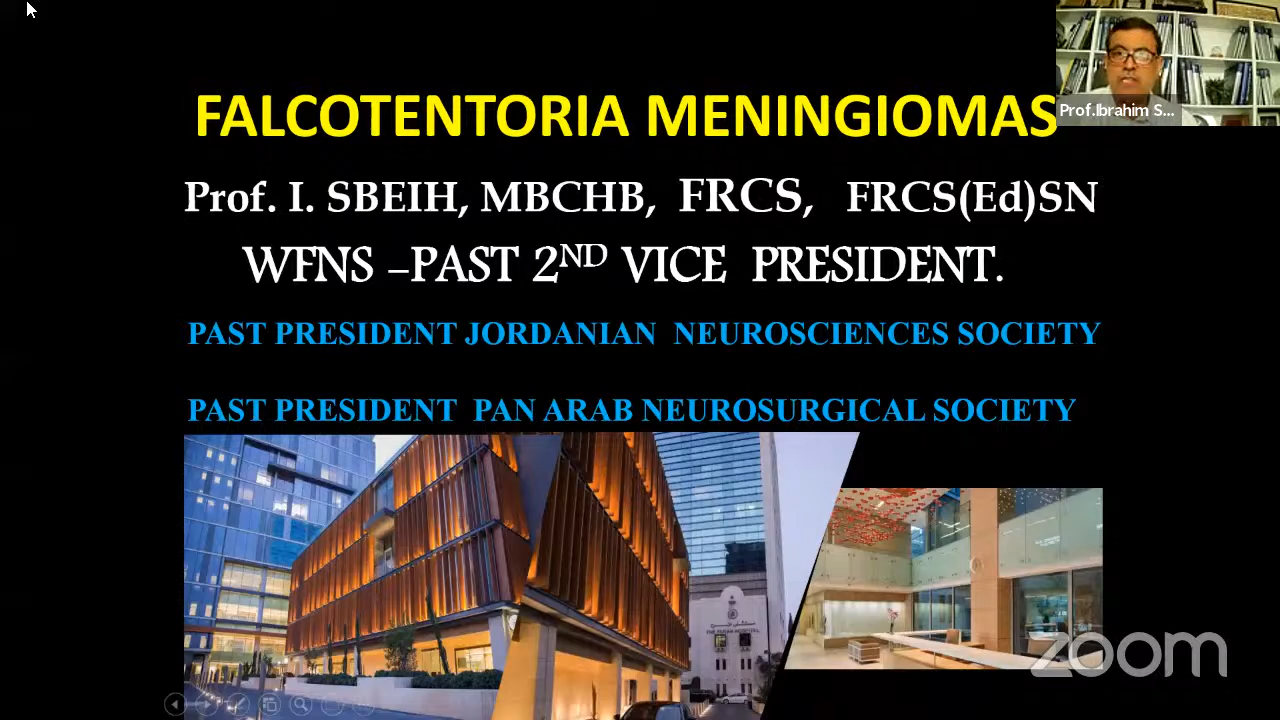 FALCOTENTORIA MENINGIOMAS
Prof.Ibrahim S...
Prof. I. SBEIH, MBCHB, FRCS, FRCS(Ed)SN
WFNS –PAST 2ND VICE PRESIDENT.
PAST PRESIDENT JORDANIAN NEUROSCIENCES SOCIETY
PAST PRESIDENT PAN ARAB NEUROSURGICAL SOCIETY
zoom